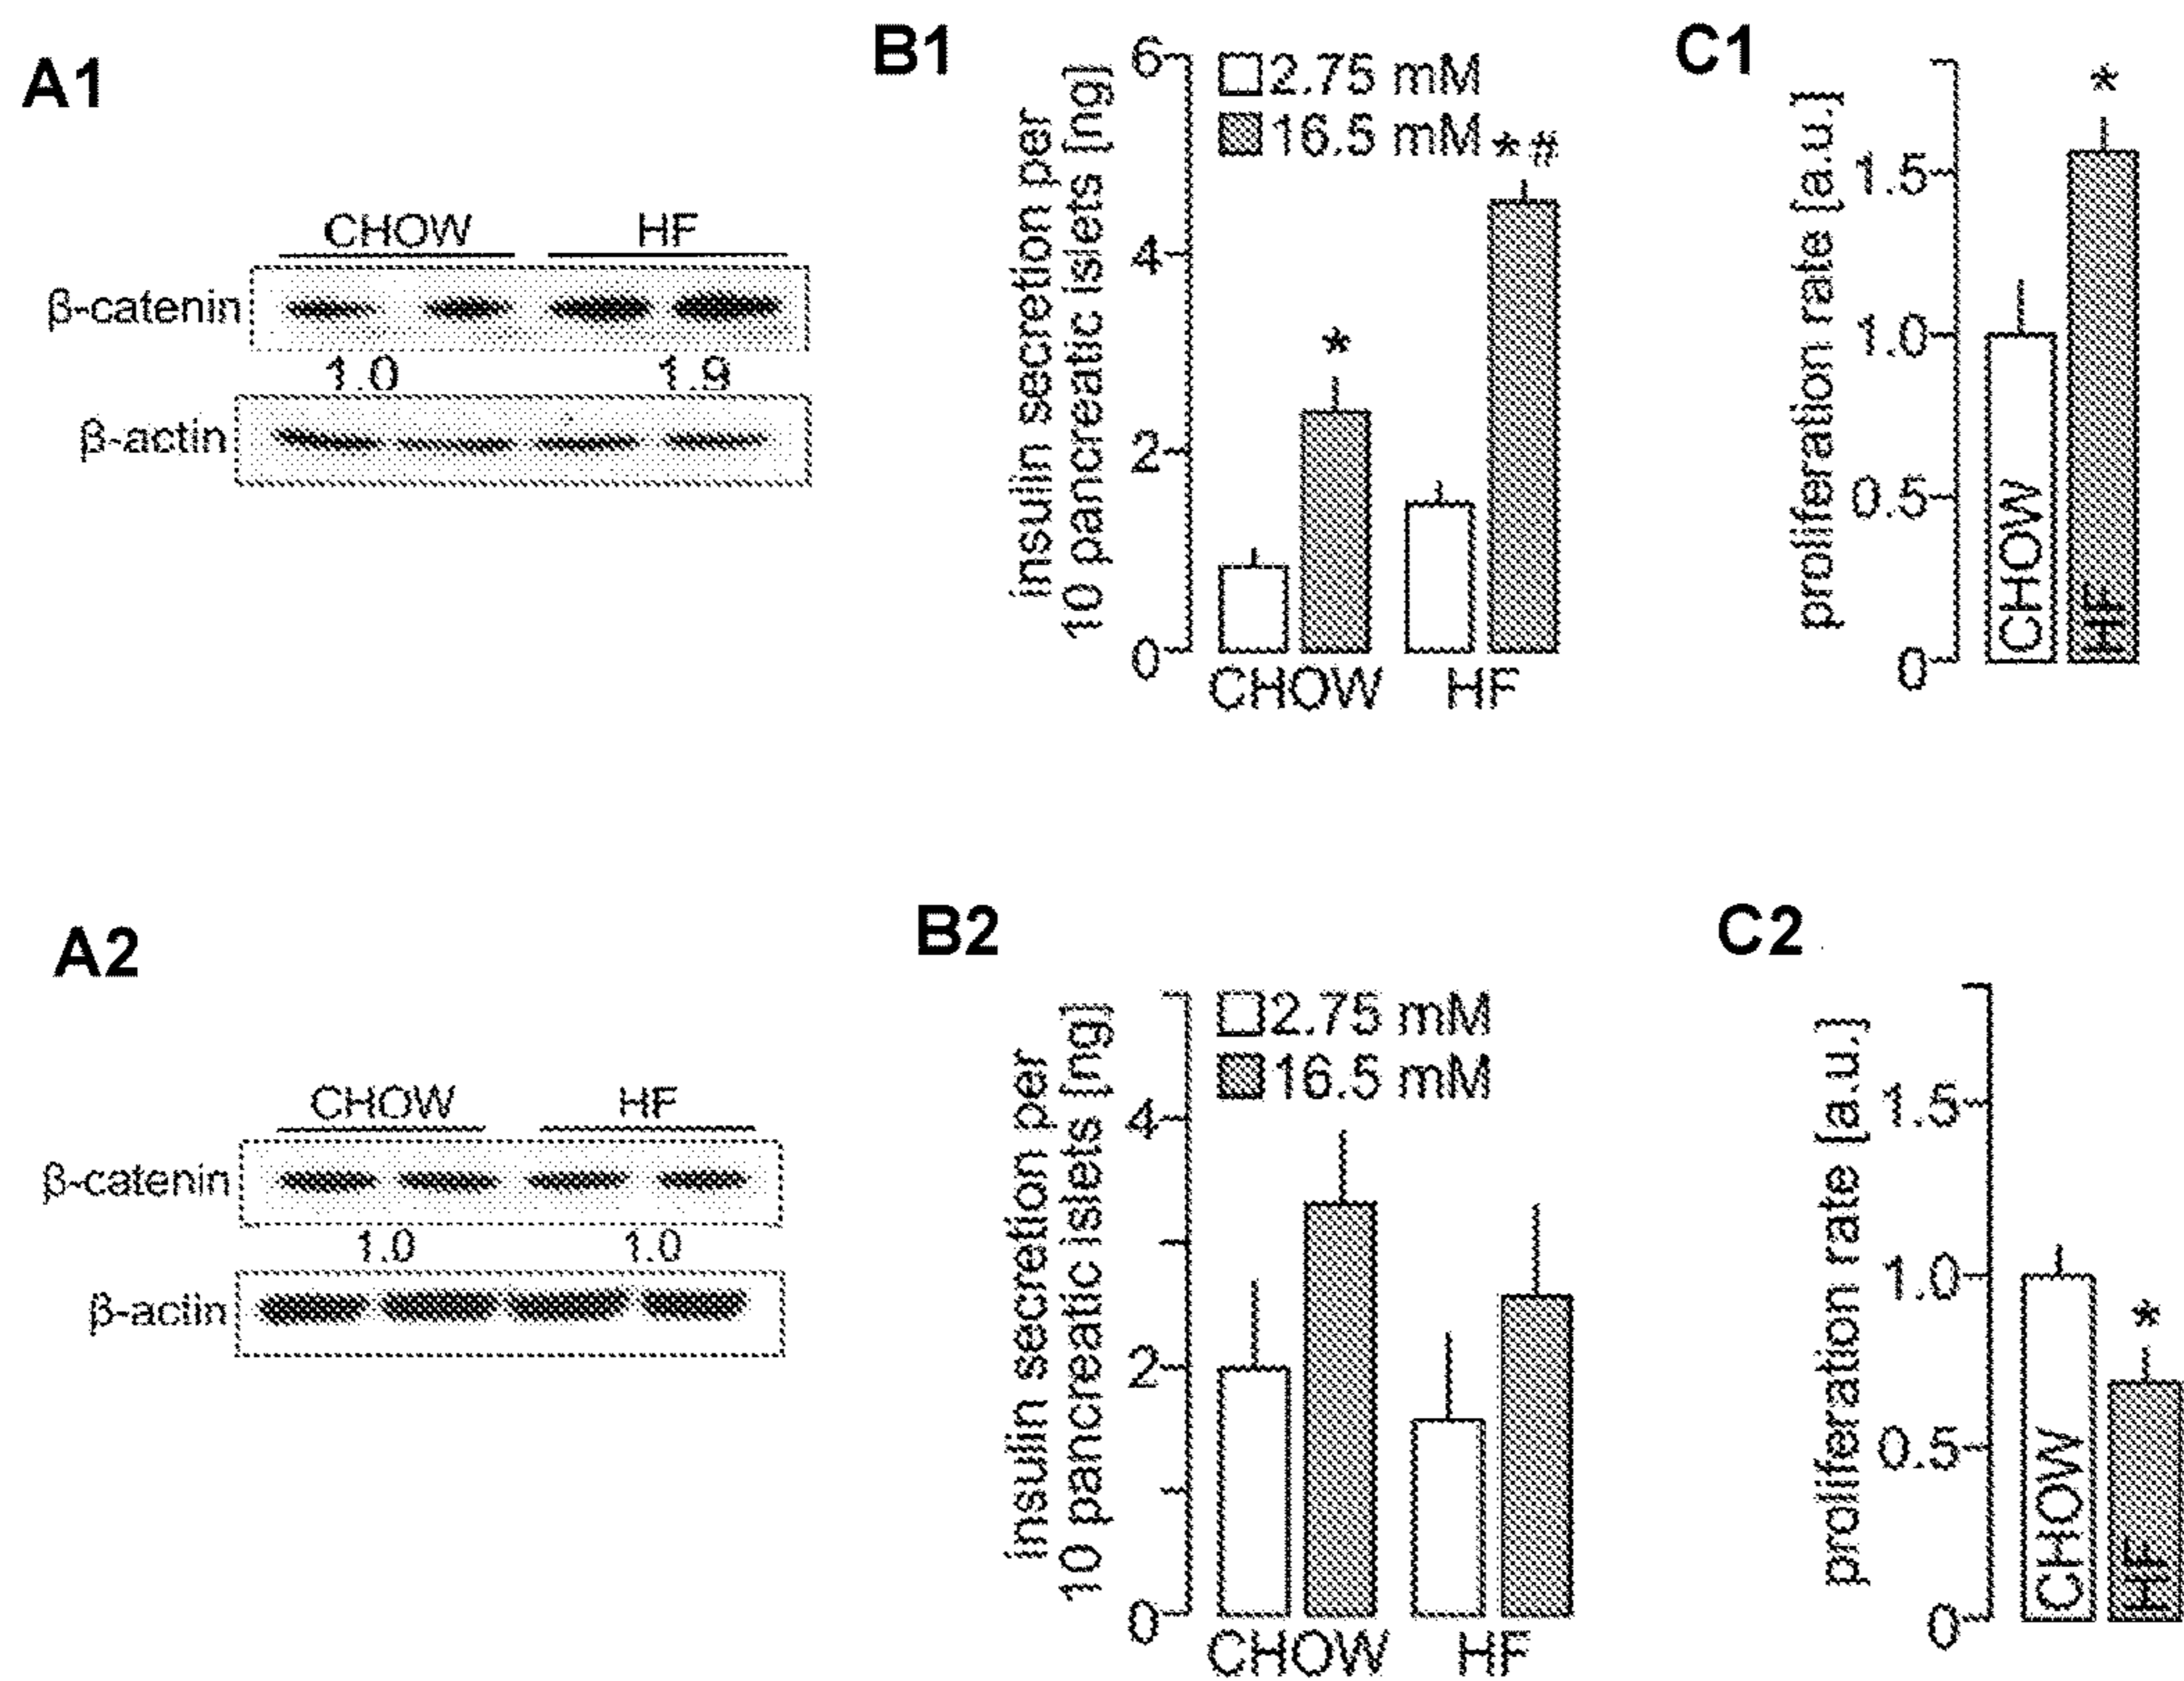 A1
CHOW HF
β-catenin
1.0 1.9
β-actin
B1
insulin secretion per
10 pancreatic islets [ng]
6
4
2
0
2.75 mM
16.5 mM
*
*#
CHOW HF
C1
proliferation rate [a.u.]
1.5
1.0
0.5
0
*
CHOW
HF
A2
CHOW HF
β-catenin
1.0 1.0
β-actin
B2
insulin secretion per
10 pancreatic islets [ng]
4
2
0
2.75 mM
16.5 mM
CHOW HF
C2
proliferation rate [a.u.]
1.5
1.0
0.5
0
*
CHOW
HF